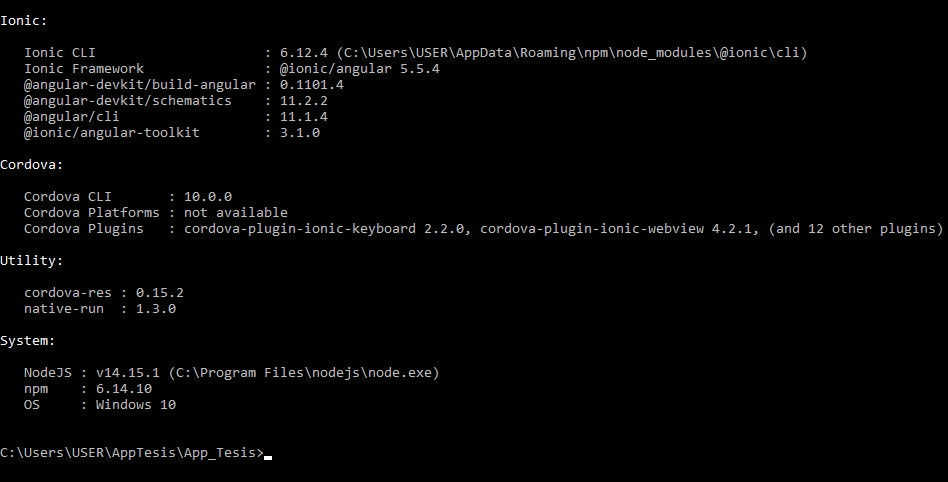 Ionic:
Ionic CLI : 6.12.4 (C:\Users\USER\AppData\Roaming\npm\node_modules\@ionic\cli)
Ionic Framework : @ionic/angular 5.5.4
@angular-devkit/build-angular : 0.1101.4
@angular-devkit/schematics : 11.2.2
@angular/cli : 11.1.4
@ionic/angular-toolkit : 3.1.0
Cordova:
Cordova CLI : 10.0.0
Cordova Platforms : not available
Cordova Plugins : cordova-plugin-ionic-keyboard 2.2.0, cordova-plugin-ionic-webview 4.2.1, (and 12 other plugins)
Utility:
cordova-res : 0.15.2
native-run : 1.3.0
System:
NodeJS : v14.15.1 (C:\Program Files\nodejs\node.exe)
npm : 6.14.10
OS : Windows 10
C:\Users\USER\AppTesis\App_Tesis>